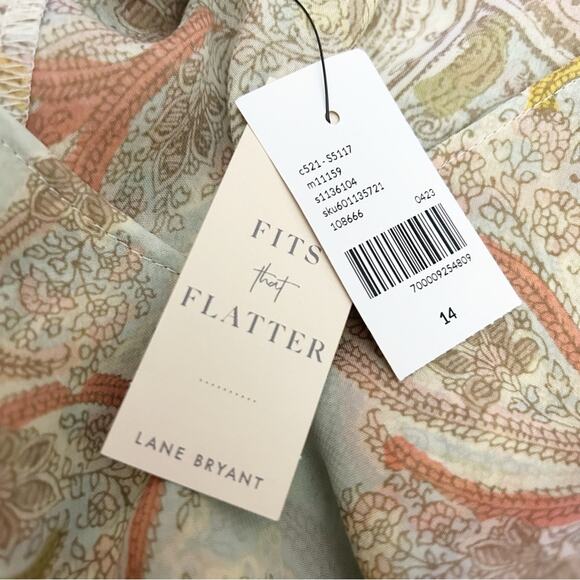 c521-S5117
m11159
s1136104
sku601135721
108666
0423
700009254809
14
FITS
that
FLATTER
LANE BRYANT